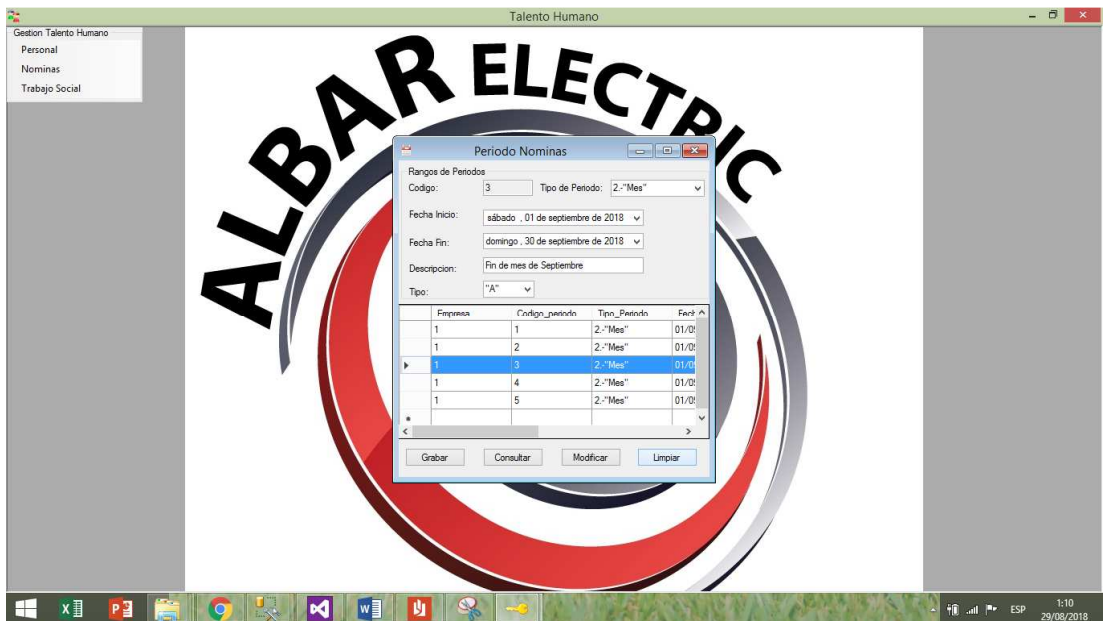 Talento Humano
Gestion Talento Humano
Personal
Nominas
Trabajo Social
ALBAR ELECTRIC
Periodo Nominas
Rangos de Periodos
Codigo: 3 Tipo de Periodo: 2.-"Mes"
Fecha Inicio: sábado , 01 de septiembre de 2018
Fecha Fin: domingo , 30 de septiembre de 2018
Descripcion: Fin de mes de Septiembre
Tipo: "A"
Empresa Codigo_periodo Tipo_Periodo
1 1 2.-"Mes"
1 2 2.-"Mes"
1 3 2.-"Mes"
1 4 2.-"Mes"
1 5 2.-"Mes"
Grabar Consultar Modificar Limpiar
ESP
1:10
29/08/2018